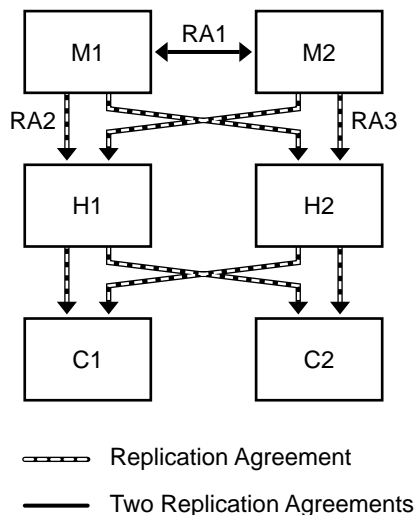 M1
RA1
M2
RA2
RA3
H1
H2
C1
C2
Replication Agreement
Two Replication Agreements